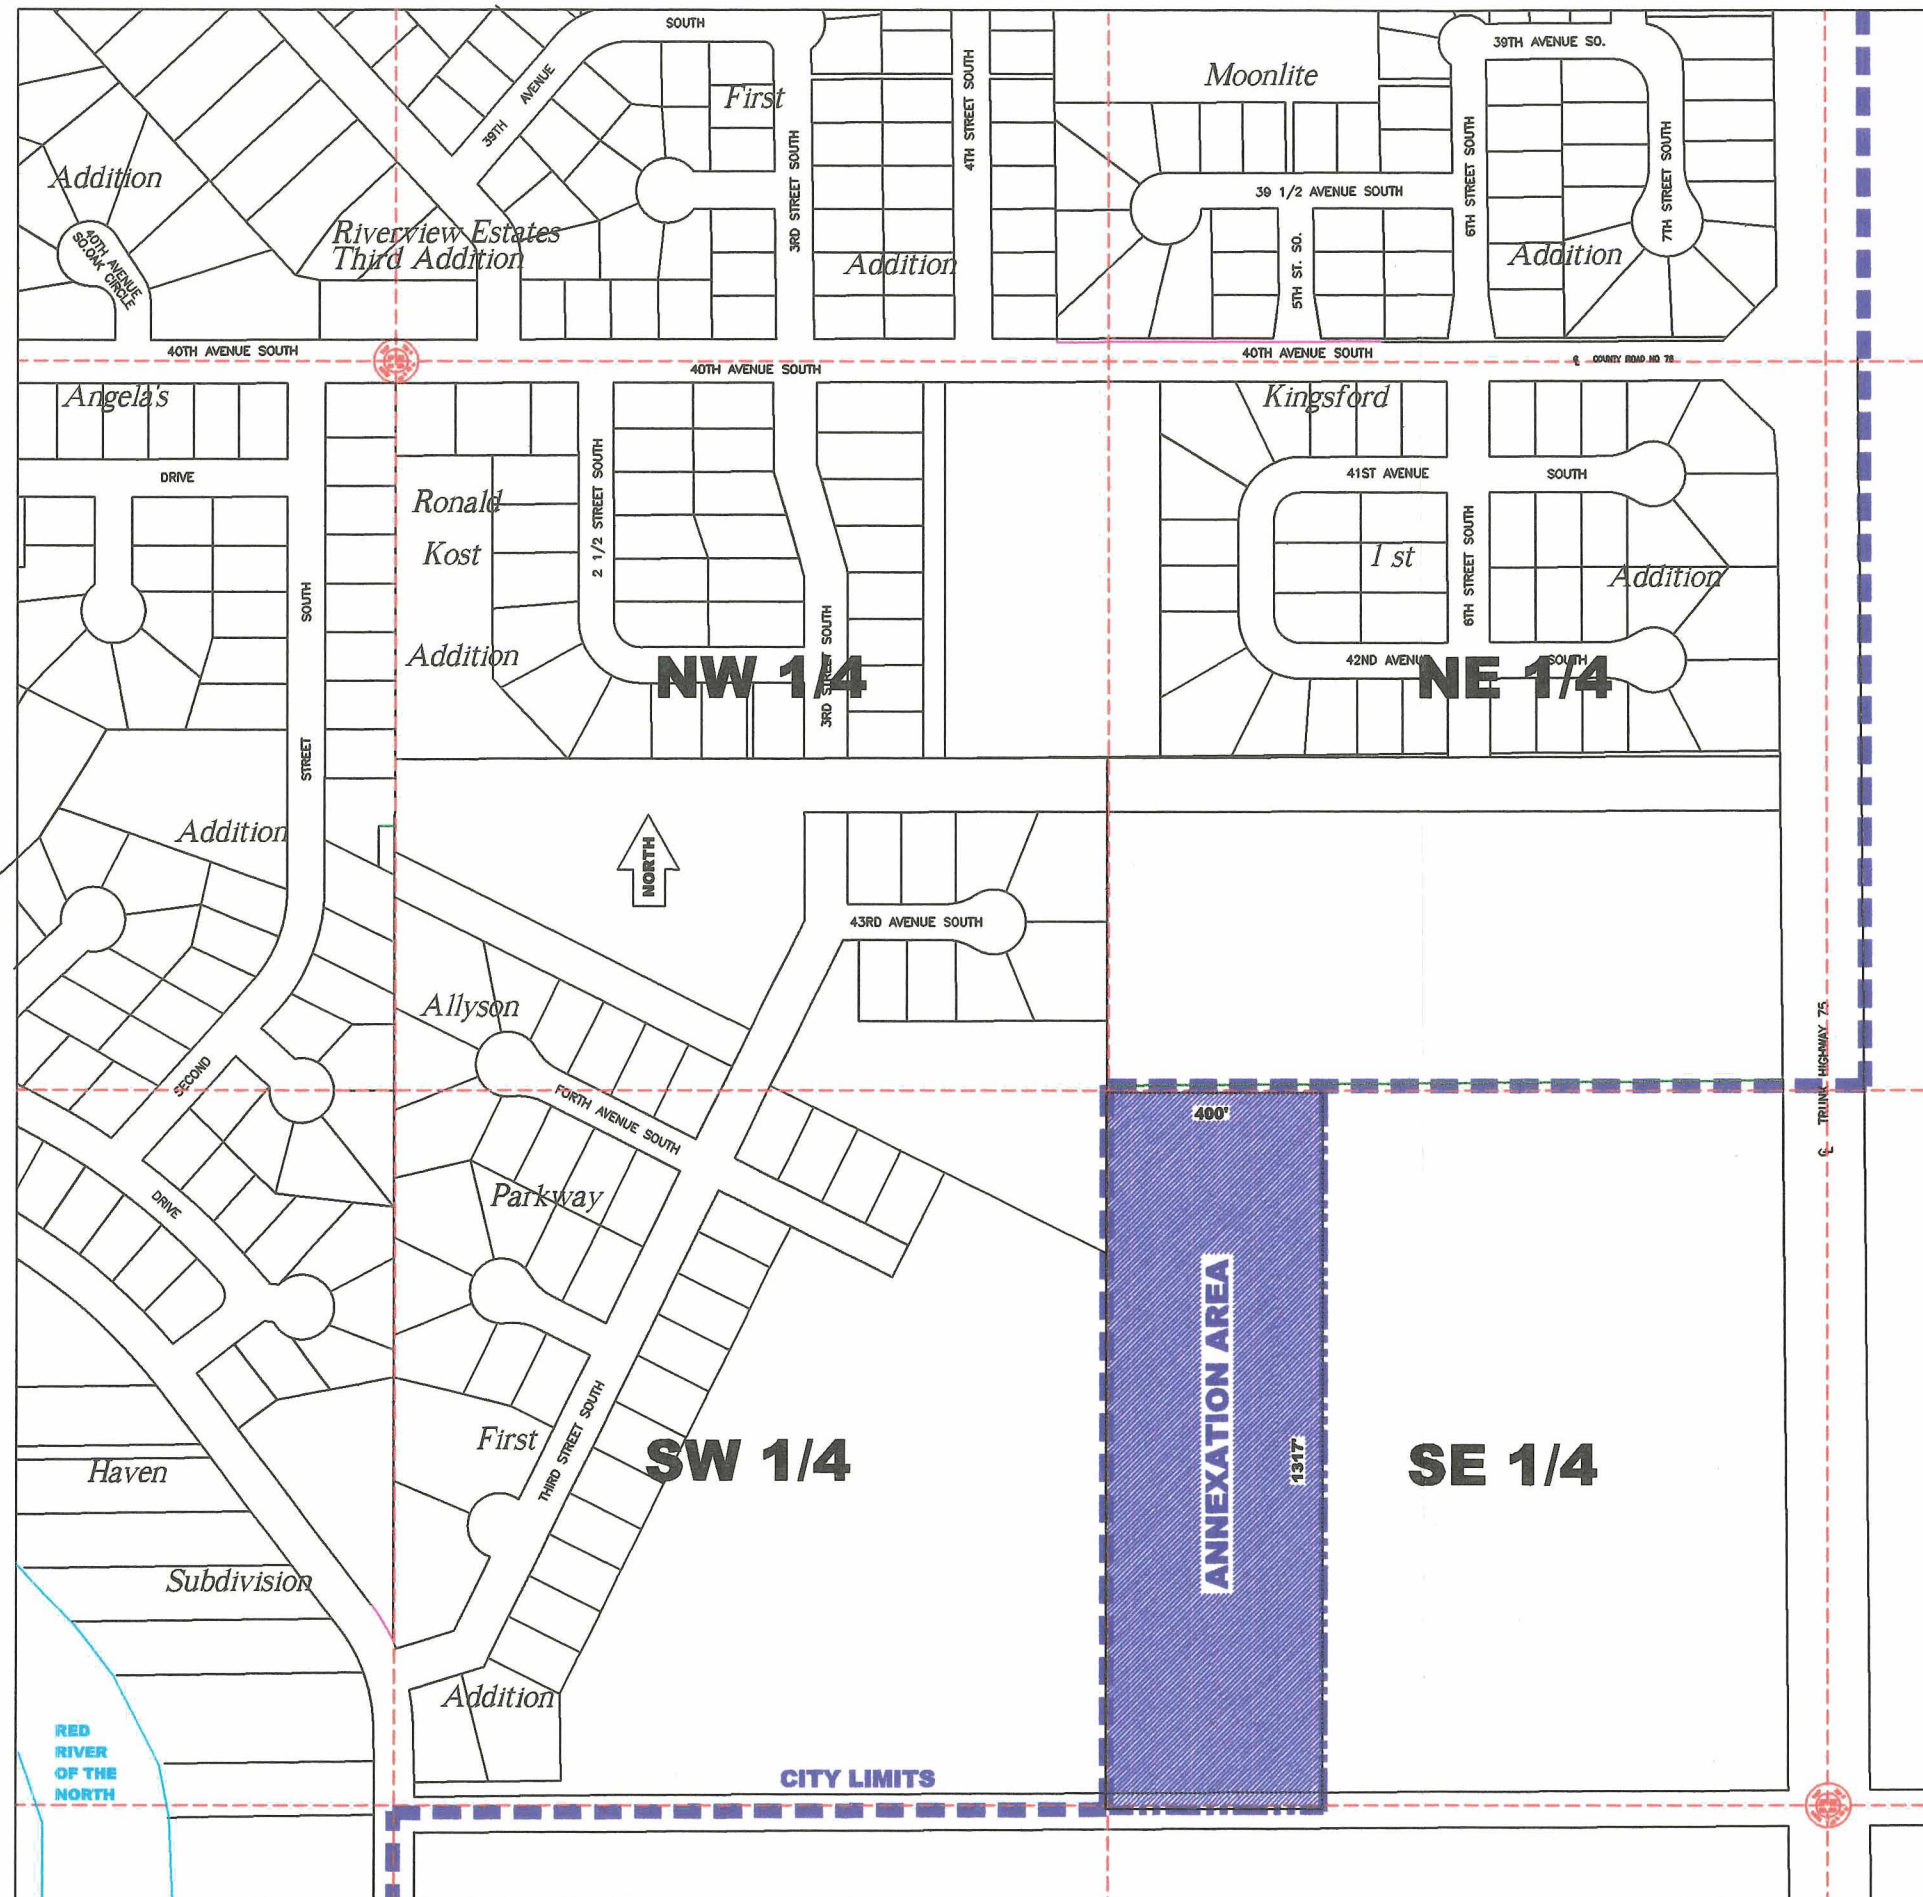 SOUTH
39TH AVENUE SO.
39TH
AVENUE
First
Moonlite
3RD STREET SOUTH
4TH STREET SOUTH
6TH STREET SOUTH
7TH STREET SOUTH
Addition
39 1/2 AVENUE SOUTH
40TH AVENUE
SO. OAK CIRCLE
Riverview Estates
Third Addition
Addition
5TH ST. SO.
Addition
40TH AVENUE SOUTH
40TH AVENUE SOUTH
40TH AVENUE SOUTH
℄ COUNTY ROAD NO 78
Angela's
Kingsford
DRIVE
41ST AVENUE
SOUTH
Ronald
2 1/2 STREET SOUTH
Kost
1 st
6TH STREET SOUTH
Addition
SOUTH
3RD STREET SOUTH
Addition
NW 1/4
42ND AVENUE
SOUTH
NE 1/4
STREET
Addition
NORTH
43RD AVENUE SOUTH
Allyson
℄ TRUNK HIGHWAY 75
SECOND
FORTH AVENUE SOUTH
400'
DRIVE
Parkway
ANNEXATION AREA
First
THIRD STREET SOUTH
SW 1/4
1317'
SE 1/4
Haven
Subdivision
Addition
RED
RIVER
OF THE
NORTH
CITY LIMITS